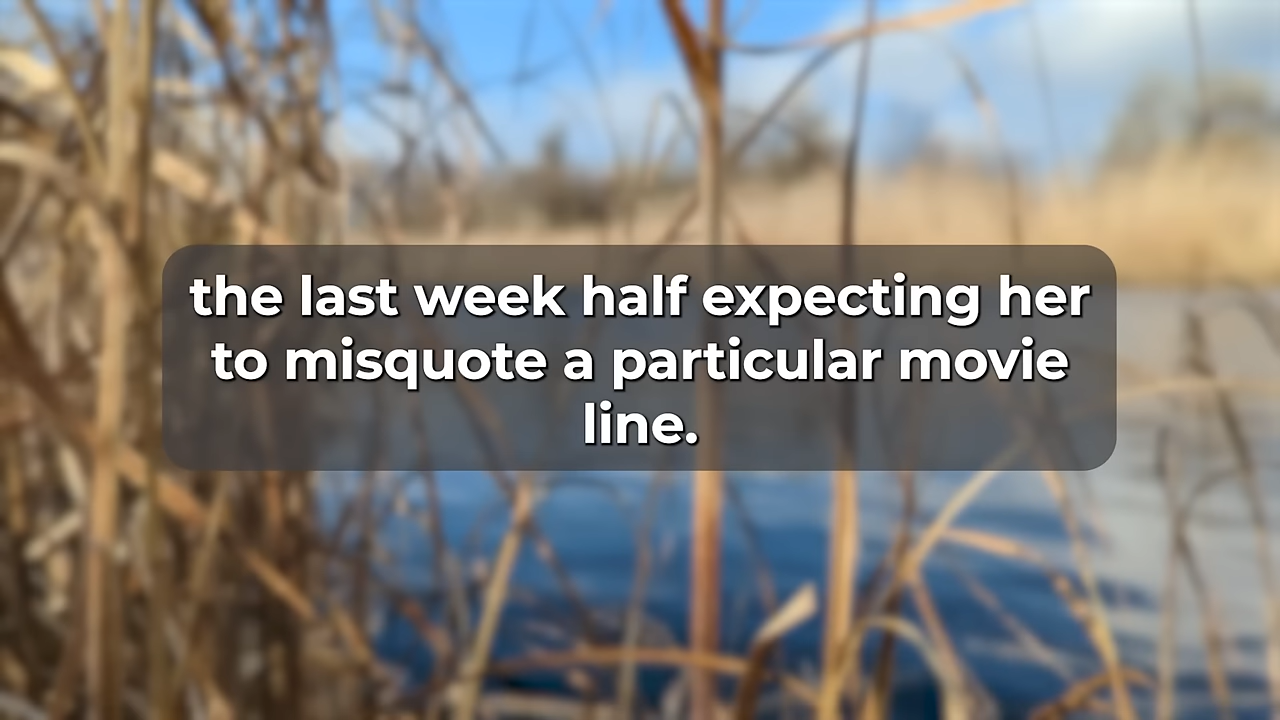 the last week half expecting her
to misquote a particular movie
line.